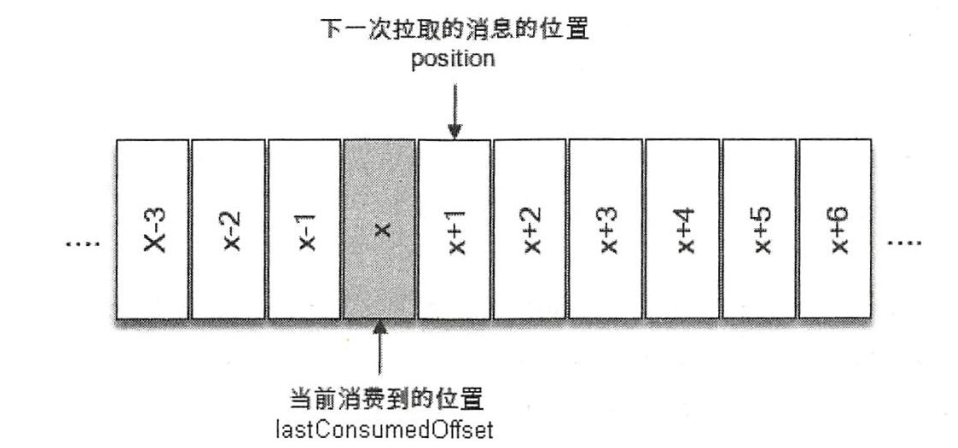 下一次拉取的消息的位置
position
.... X-3 x-2 x-1 x x+1 x+2 x+3 x+4 x+5 x+6 ....
当前消费到的位置
lastConsumedOffset